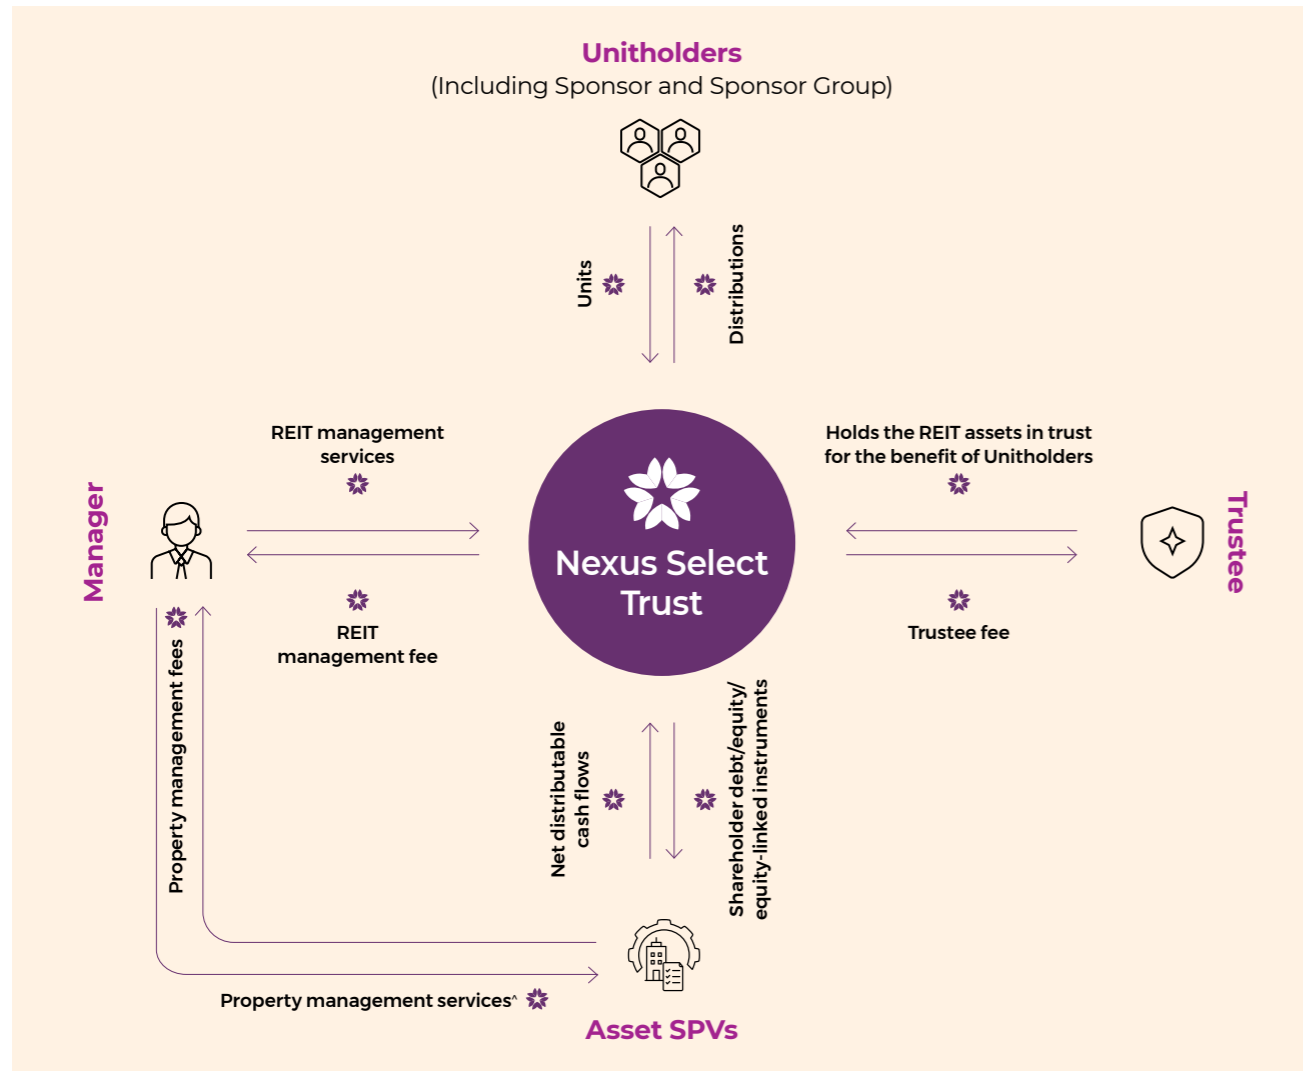 Unitholders
(Including Sponsor and Sponsor Group)
Units
Distributions
REIT management
services
Holds the REIT assets in trust
for the benefit of Unitholders
Manager
Nexus Select
Trust
Trustee
REIT
management fee
Trustee fee
Property management fees
Net distributable
cash flows
Shareholder debt/equity/
equity-linked instruments
Property management services^
Asset SPVs